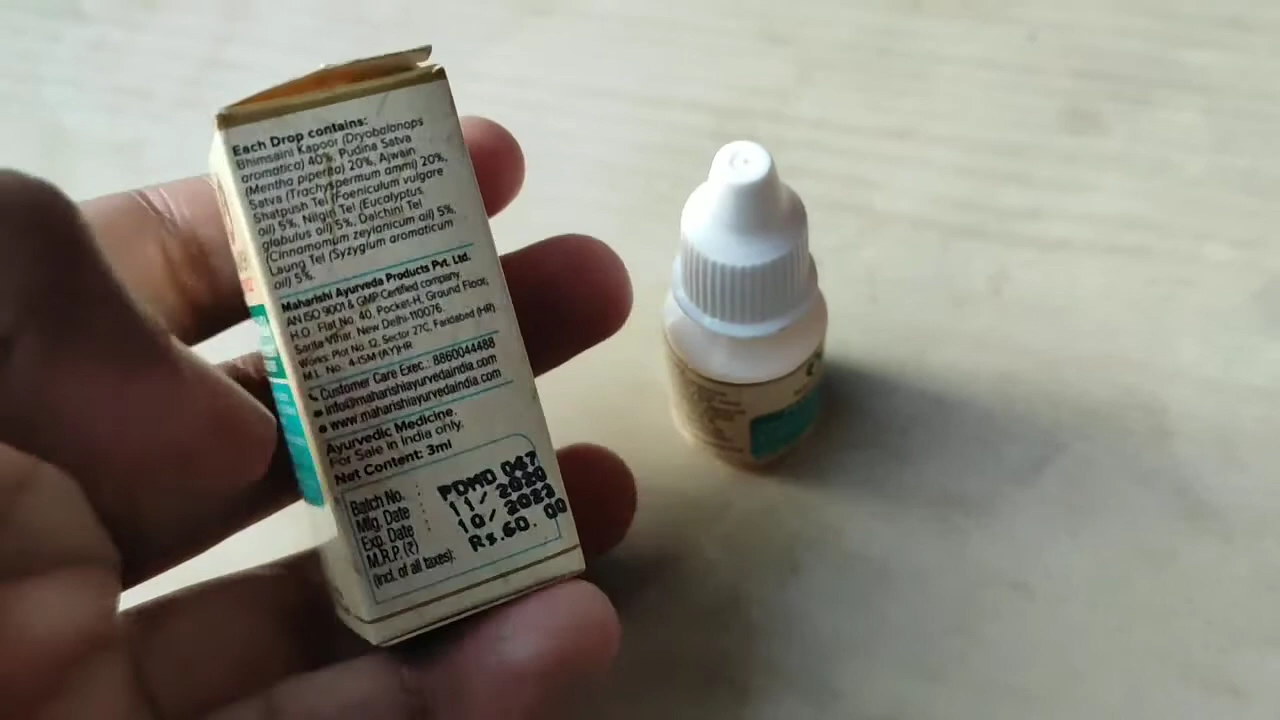 Each Drop contains:
Bhimsaini Kapoor (Dryobalanops
aromatica) 40%, Pudina Satva
(Mentha piperita) 20%, Ajwain
Satva (Trachyspermum ammi) 20%,
Shatpush Tel (Foeniculum vulgare
oil) 5%, Nilgiri Tel (Eucalyptus
globulus oil) 5%, Dalchini Tel
(Cinnamomum zeylanicum oil) 5%,
Laung Tel (Syzygium aromaticum
oil) 5%.
Maharishi Ayurveda Products Pvt. Ltd.
AN ISO 9001 & GMP Certified company.
H.O. Flat No. 40, Pocket-H, Ground Floor,
Sarita Vihar, New Delhi-110076.
Works: Plot No. 12, Sector 27C, Faridabad (HR)
M.L. No. 4-ISM (AY)HR
Customer Care Exec.: 8860044488
info@maharishiayurvedaindia.com
www.maharishiayurvedaindia.com
Ayurvedic Medicine.
For Sale in India only.
Net Content: 3ml
Batch No. : PDMD 047
Mfg. Date : 11/2020
Exp. Date : 10/2023
M.R.P. (₹) : Rs.60.00
(incl. of all taxes):